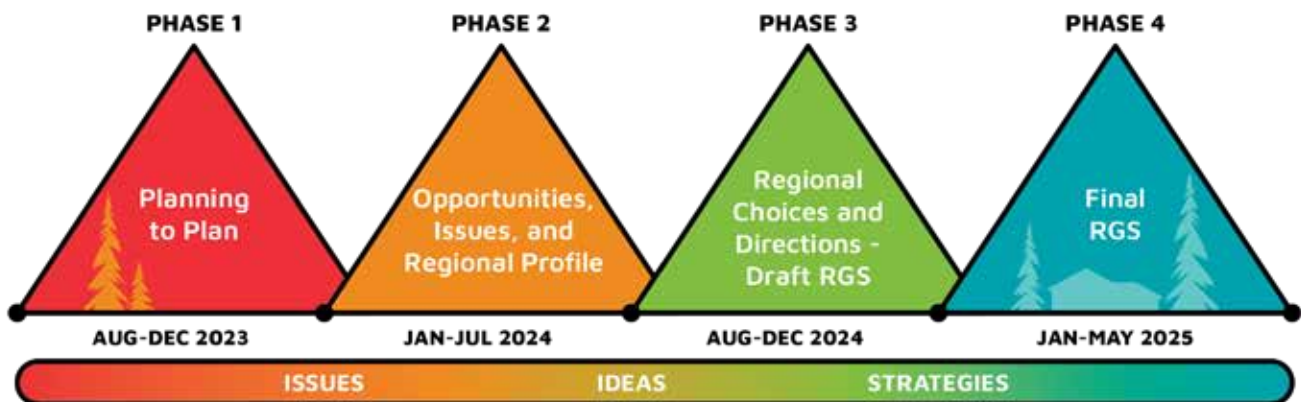 PHASE 1
PHASE 2
PHASE 3
PHASE 4
Planning
to Plan
Opportunities,
Issues, and
Regional Profile
Regional
Choices and
Directions -
Draft RGS
Final
RGS
AUG-DEC 2023
JAN-JUL 2024
AUG-DEC 2024
JAN-MAY 2025
ISSUES
IDEAS
STRATEGIES